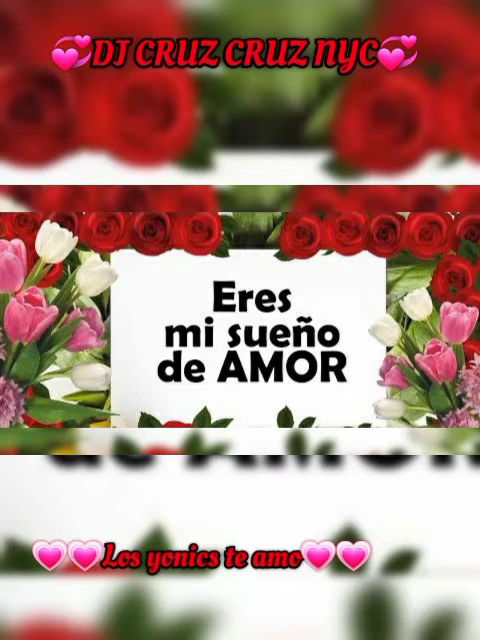 💞DJ CRUZ CRUZ NYC💞
Eres
mi sueño
de AMOR
💗💗Los yonics te amo💗💗